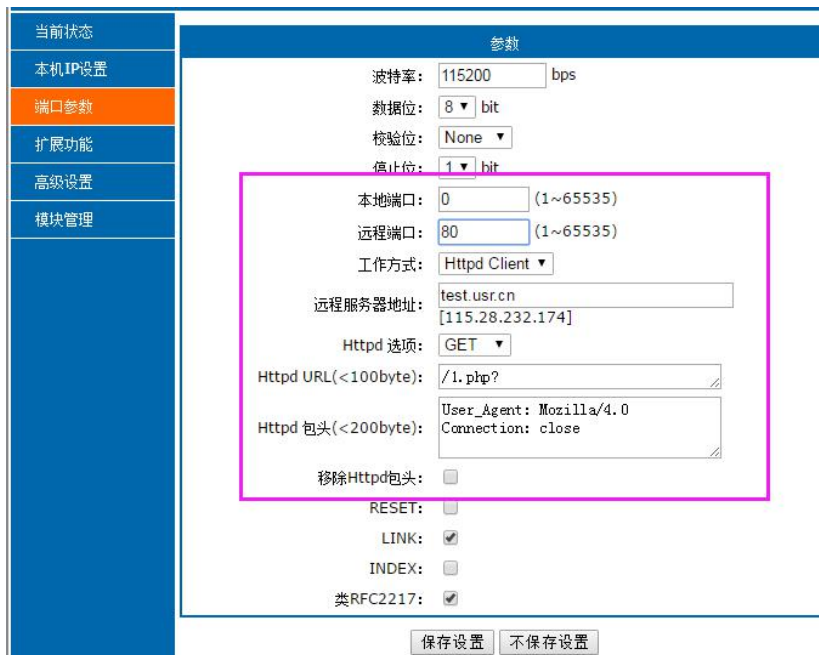 当前状态
本机IP设置
端口参数
扩展功能
高级设置
模块管理
参数
波特率： 115200 bps
数据位： 8 bit
校验位： None
停止位： 1 bit
本地端口： 0 (1~65535)
远程端口： 80 (1~65535)
工作方式： Httpd Client
远程服务器地址： test.usr.cn
[115.28.232.174]
Httpd 选项： GET
Httpd URL(<100byte)： /1.php?
Httpd 包头(<200byte)： User_Agent: Mozilla/4.0
Connection: close
移除Httpd包头：
RESET:
LINK:
INDEX:
类RFC2217:
保存设置 不保存设置